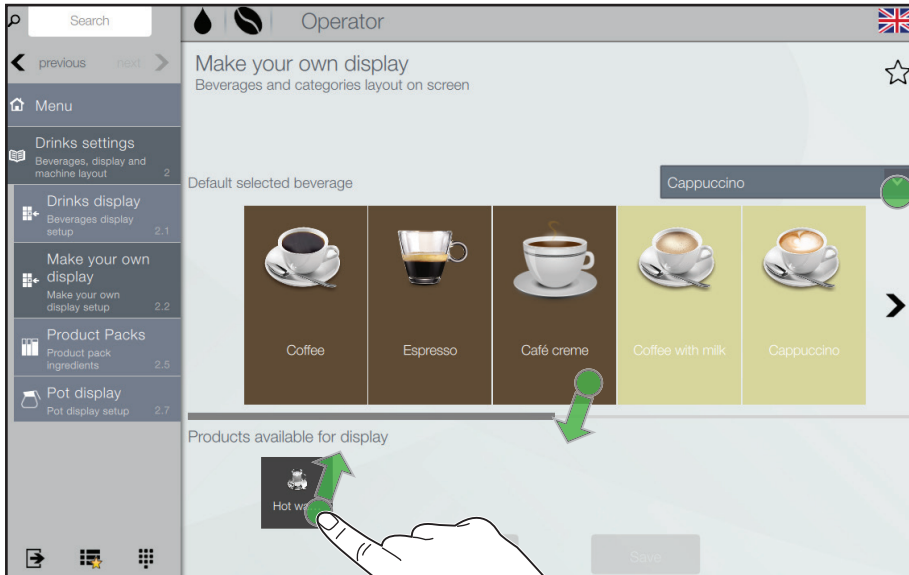 Search
Operator
previous
next
Make your own display
Beverages and categories layout on screen
Menu
Drinks settings
Beverages, display and
machine layout
2
Default selected beverage
Cappuccino
Drinks display
Beverages display
setup
2.1
Make your own
display
Make your own
display setup
2.2
Product Packs
Product pack
ingredients
2.5
Pot display
Pot display setup
2.7
Coffee
Espresso
Café creme
Coffee with milk
Cappuccino
Products available for display
Hot
Save